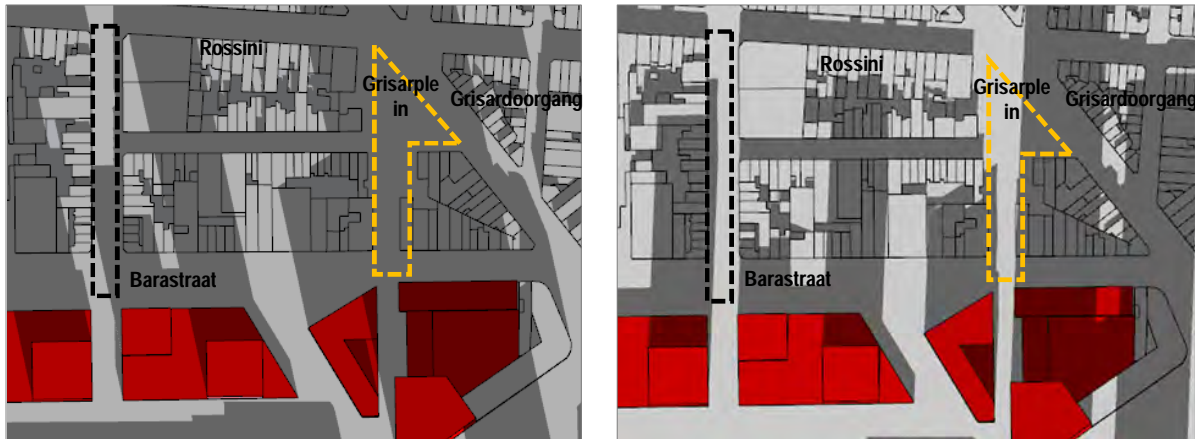 Rossini
Grisarple
in
Grisardoorgang
Barastraat
Rossini
Grisarple
in
Grisardoorgang
Barastraat